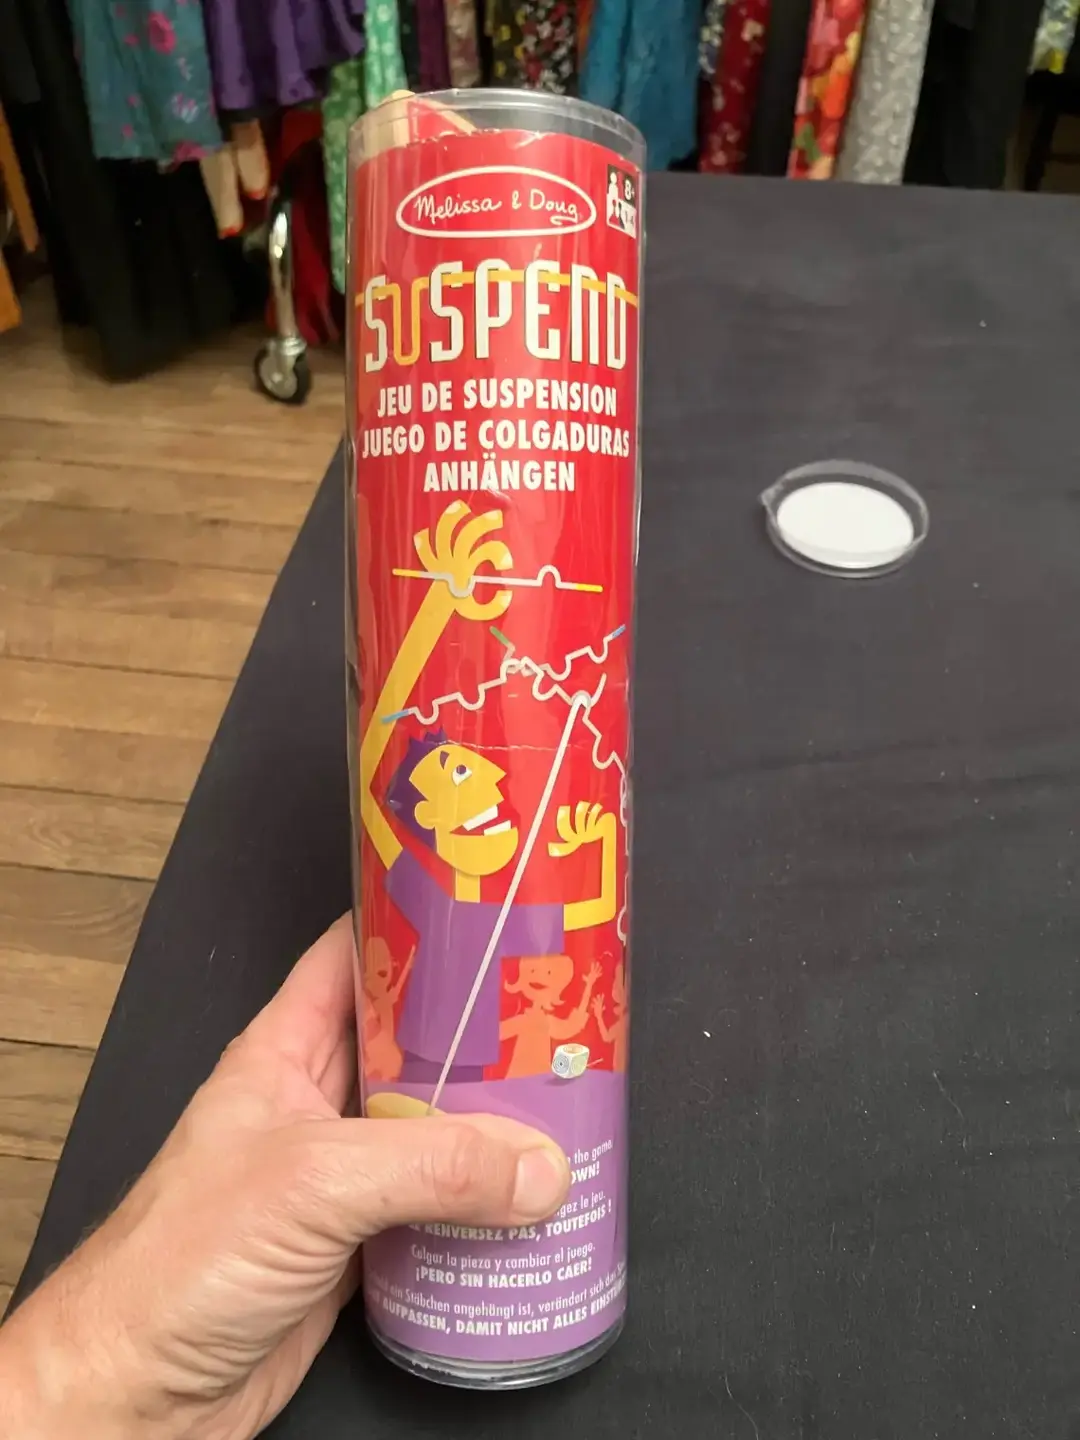 Melissa & Doug
8+
SUSPEND
JEU DE SUSPENSION
JUEGO DE COLGADURAS
ANHÄNGEN
the game.
OWN!
gez le jeu.
RENVERSEZ PAS, TOUTEFOIS !
Colgar la pieza y cambiar el juego.
¡PERO SIN HACERLO CAER!
ein Stäbchen angehängt ist, verändert sich das
AUFPASSEN, DAMIT NICHT ALLES EINST